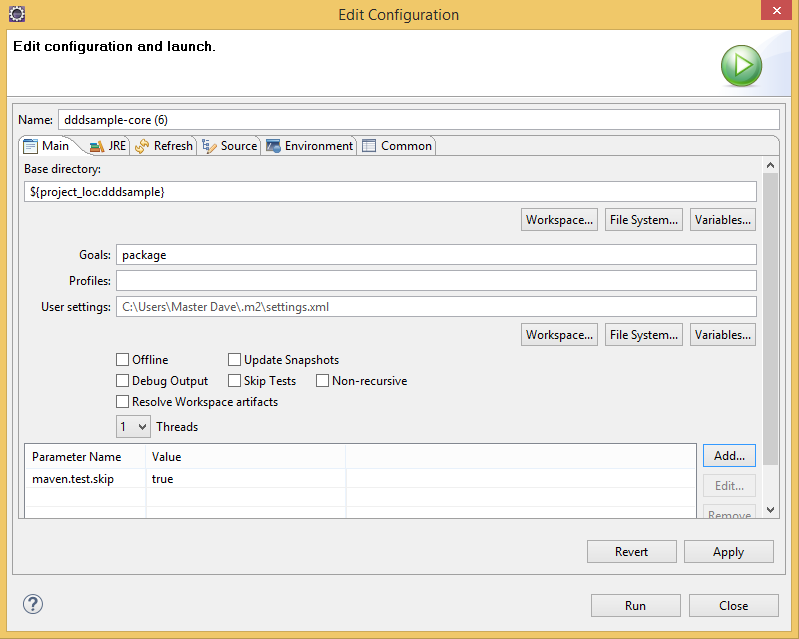 Edit Configuration
Edit configuration and launch.
Name: dddsample-core (6)
Main JRE Refresh Source Environment Common
Base directory:
${project_loc:dddsample}
Workspace... File System... Variables...
Goals: package
Profiles:
User settings: C:\Users\Master Dave\.m2\settings.xml
Workspace... File System... Variables...
Offline Update Snapshots
Debug Output Skip Tests Non-recursive
Resolve Workspace artifacts
1 Threads
Parameter Name Value Add...
maven.test.skip true
Edit...
Remove
Revert Apply
? Run Close